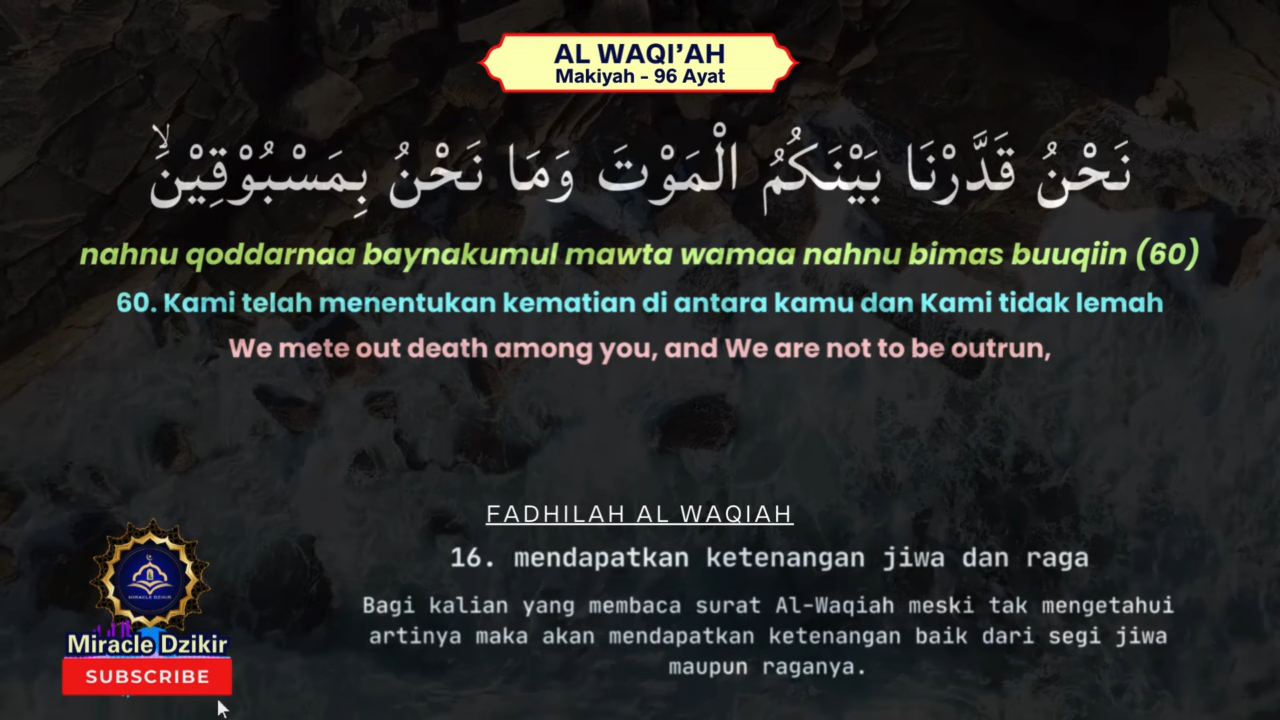 AL WAQI’AH
Makiyah - 96 Ayat
نَحْنُ قَدَّرْنَا بَيْنَكُمُ الْمَوْتَ وَمَا نَحْنُ بِمَسْبُوْقِيْنَۙ
nahnu qoddarnaa baynakumul mawta wamaa nahnu bimas buuqiin (60)
60. Kami telah menentukan kematian di antara kamu dan Kami tidak lemah
We mete out death among you, and We are not to be outrun,
FADHILAH AL WAQIAH
16. mendapatkan ketenangan jiwa dan raga
Bagi kalian yang membaca surat Al-Waqiah meski tak mengetahui
artinya maka akan mendapatkan ketenangan baik dari segi jiwa
maupun raganya.
MIRACLE DZIKIR
Miracle Dzikir
SUBSCRIBE